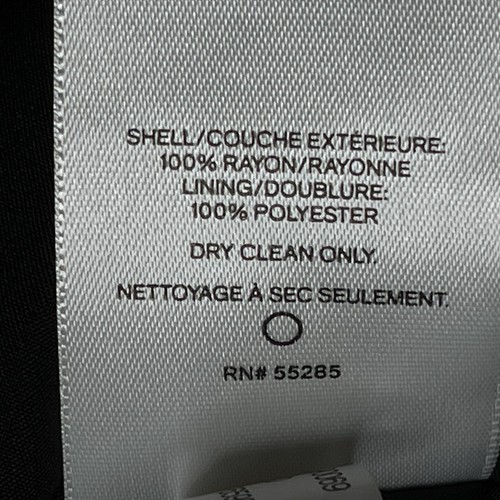 SHELL/COUCHE EXTÉRIEURE:
100% RAYON/RAYONNE
LINING/DOUBLURE:
100% POLYESTER
DRY CLEAN ONLY.
NETTOYAGE À SEC SEULEMENT.
RN# 55285